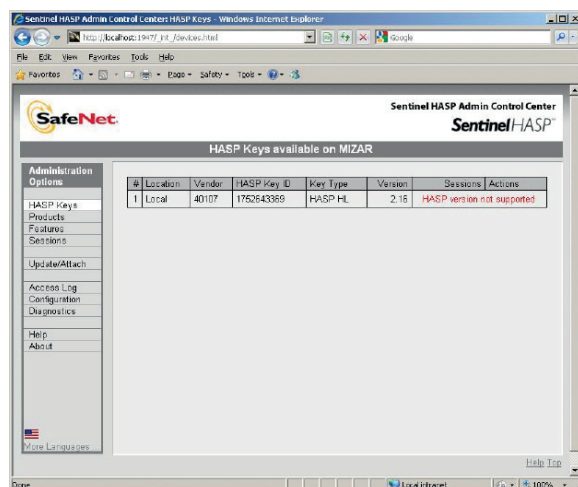 Sentinel HASP Admin Control Center: HASP Keys - Windows Internet Explorer
http://localhost:1947/_int_/devices.html
Google
File Edit View Favorites Tools Help
Favorites
Page Safety Tools
SafeNet.
Sentinel HASP Admin Control Center
Sentinel HASP™
HASP Keys available on MIZAR
Administration
Options
HASP Keys
Products
Features
Sessions
Update/Attach
Access Log
Configuration
Diagnostics
Help
About
More Languages ...
# Location Vendor HASP Key ID Key Type Version Sessions Actions
1 Local 40107 1752643369 HASP HL 2.16 HASP version not supported
Help Top
Done
Local intranet
100%